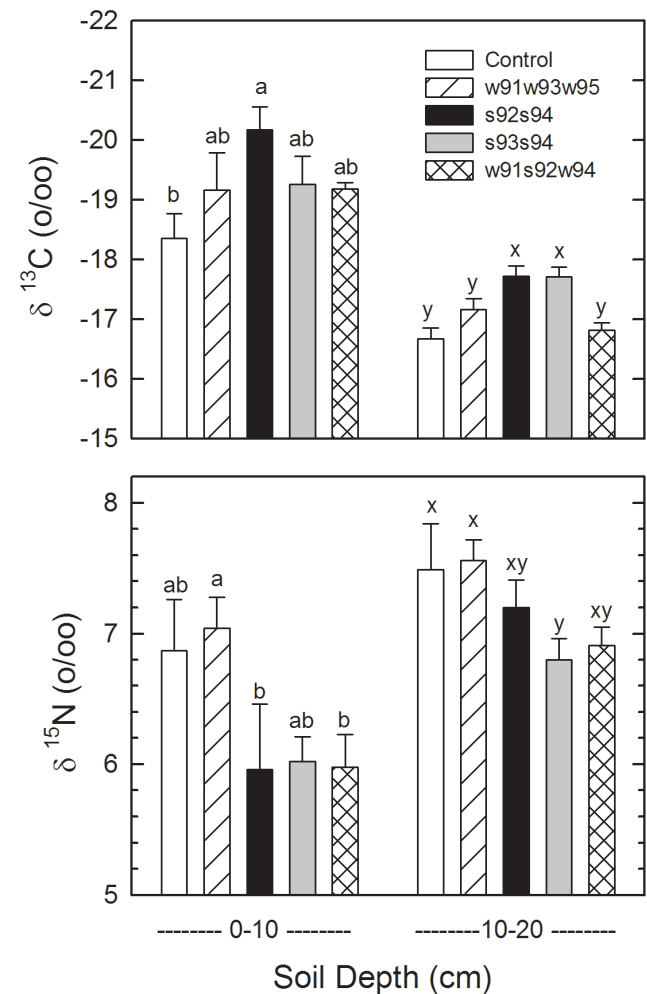 -22
-21
-20
-19
-18
-17
-16
-15
δ 13C (o/oo)
Control
w91w93w95
s92s94
s93s94
w91s92w94
b
ab
a
ab
ab
y
y
x
x
y
8
7
6
5
δ 15N (o/oo)
ab
a
b
ab
b
x
x
xy
y
xy
-------- 0-10 --------
--------10-20 --------
Soil Depth (cm)